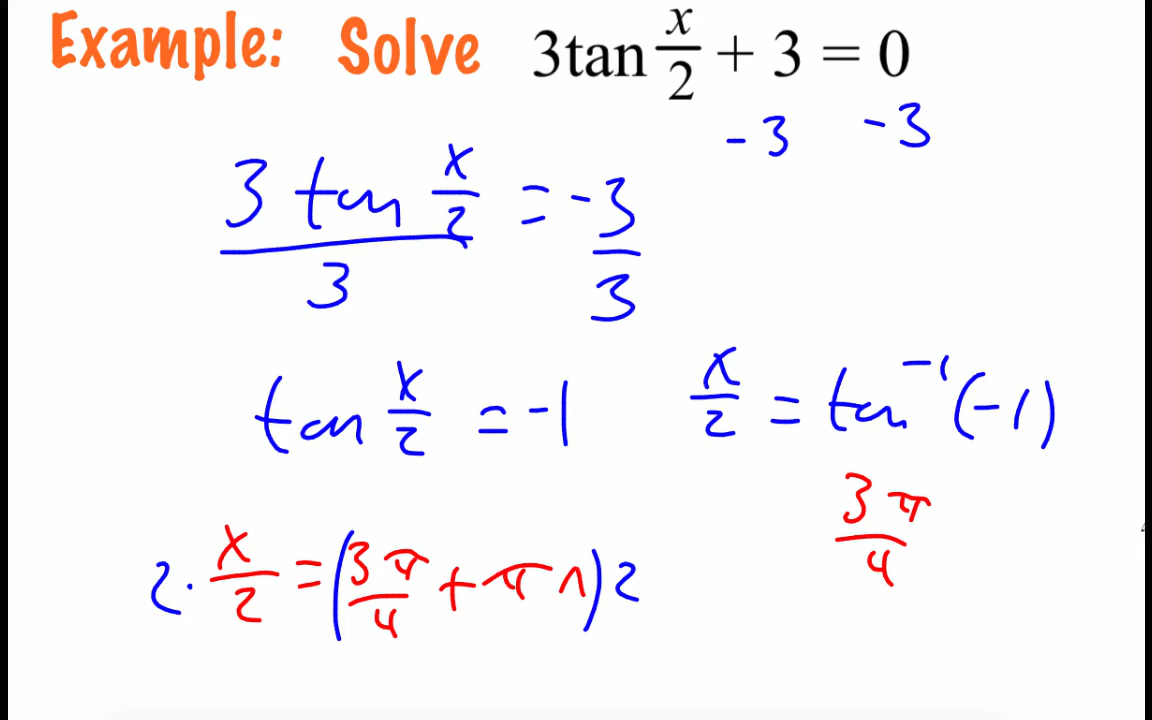 Example: Solve 3tan x/2 + 3 = 0
-3 -3
3 tan x/2 = -3
3 3
tan x/2 = -1 x/2 = tan⁻¹(-1)
3π/4
2 · x/2 = (3π/4 + πn)2